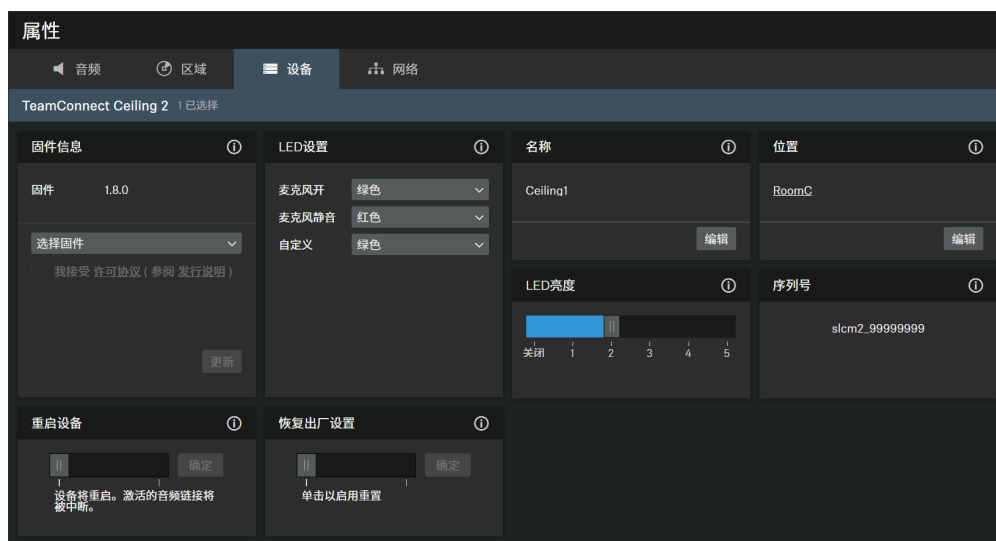 属性
音频
区域
设备
网络
TeamConnect Ceiling 2 1 已选择
固件信息
固件 1.8.0
选择固件
我接受 许可协议 ( 参阅 发行说明 )
更新
LED设置
麦克风开 绿色
麦克风静音 红色
自定义 绿色
名称
Ceiling1
编辑
位置
RoomC
编辑
LED亮度
关闭 1 2 3 4 5
序列号
slcm2_99999999
重启设备
确定
设备将重启。激活的音频链接将
被中断。
恢复出厂设置
确定
单击以启用重置